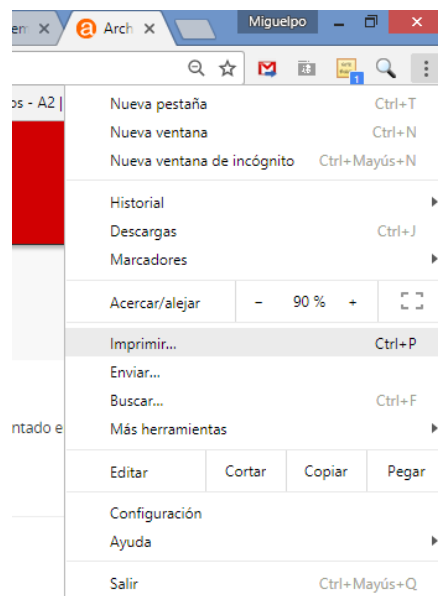 em Arch Miguelpo
os - A2 |
1
Nueva pestaña Ctrl+T
Nueva ventana Ctrl+N
Nueva ventana de incógnito Ctrl+Mayús+N
Historial
Descargas Ctrl+J
Marcadores
Acercar/alejar - 90 % +
Imprimir... Ctrl+P
Enviar...
Buscar... Ctrl+F
ntado e
Más herramientas
Editar Cortar Copiar Pegar
Configuración
Ayuda
Salir Ctrl+Mayús+Q